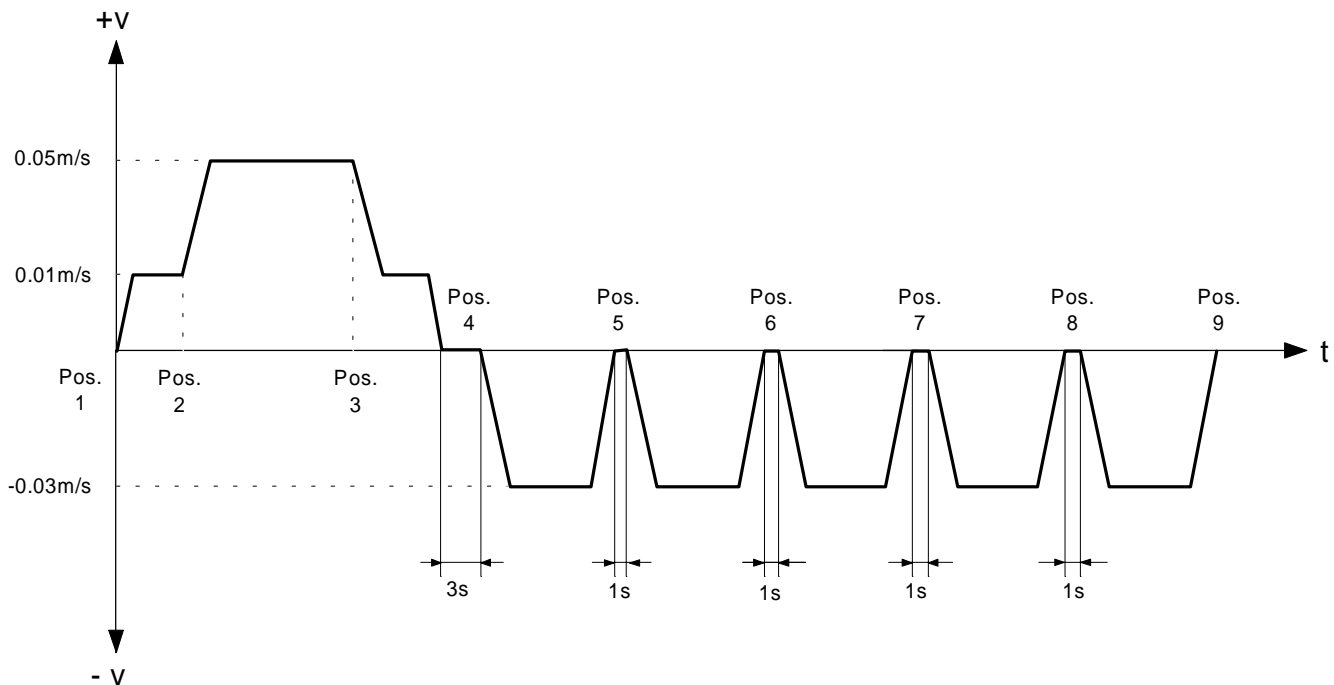 +v
0.05m/s
0.01m/s
Pos.
4
Pos.
5
Pos.
6
Pos.
7
Pos.
8
Pos.
9
t
Pos.
1
Pos.
2
Pos.
3
-0.03m/s
3s
1s
1s
1s
1s
- v